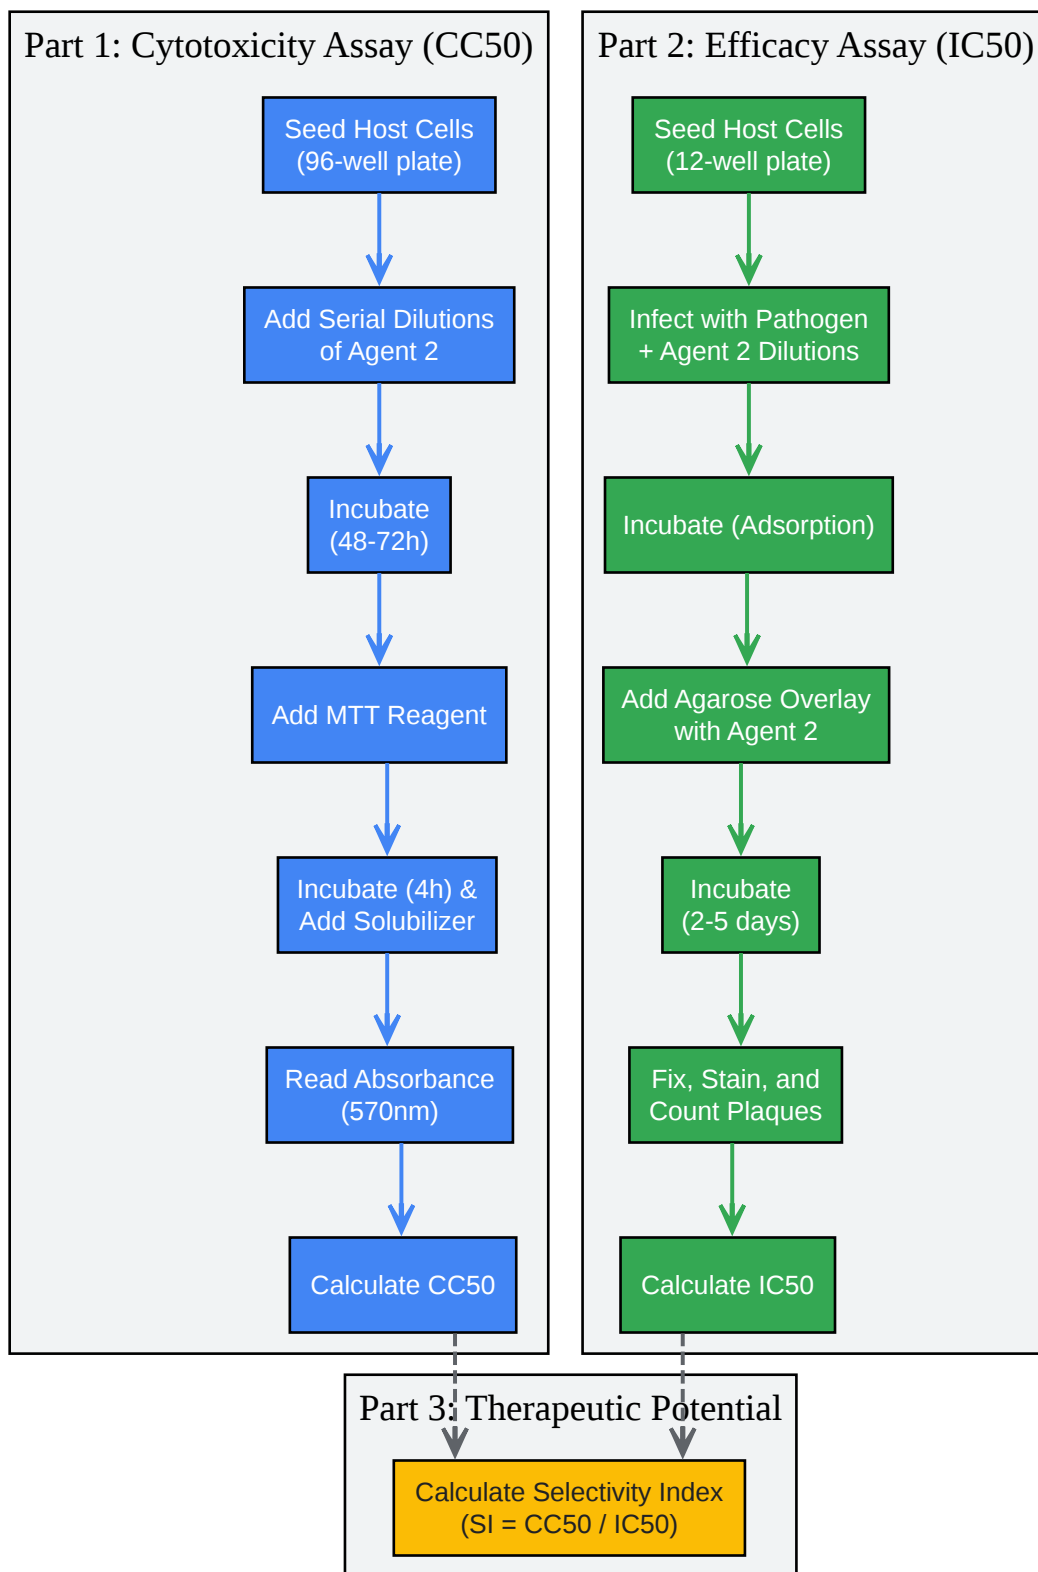 Part 1: Cytotoxicity Assay (CC50)
Seed Host Cells
(96-well plate)
Add Serial Dilutions
of Agent 2
Incubate
(48-72h)
Add MTT Reagent
Incubate (4h) &
Add Solubilizer
Read Absorbance
(570nm)
Calculate CC50
Part 2: Efficacy Assay (IC50)
Seed Host Cells
(12-well plate)
Infect with Pathogen
+ Agent 2 Dilutions
Incubate (Adsorption)
Add Agarose Overlay
with Agent 2
Incubate
(2-5 days)
Fix, Stain, and
Count Plaques
Calculate IC50
Part 3: Therapeutic Potential
Calculate Selectivity Index
(SI = CC50 / IC50)